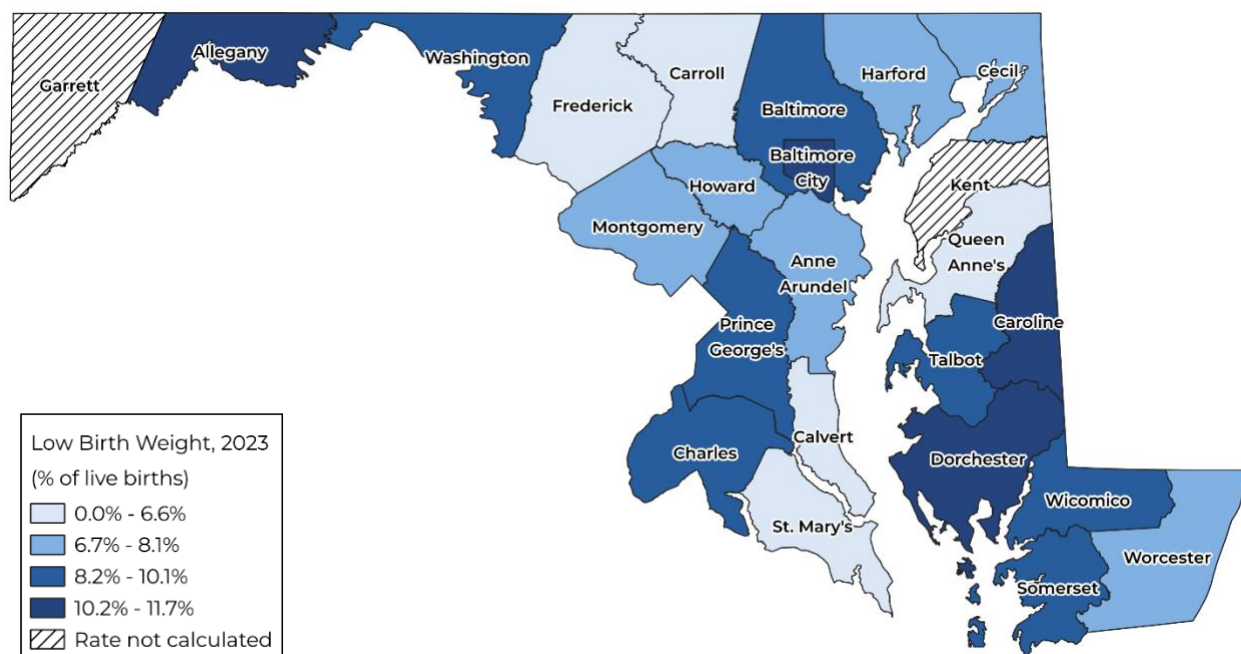 Garrett
Allegany
Washington
Frederick
Carroll
Baltimore
Harford
Cecil
Baltimore
City
Howard
Kent
Montgomery
Queen
Anne's
Anne
Arundel
Prince
George's
Caroline
Talbot
Calvert
Charles
Dorchester
St. Mary's
Wicomico
Worcester
Somerset
Low Birth Weight, 2023
(% of live births)
0.0% - 6.6%
6.7% - 8.1%
8.2% - 10.1%
10.2% - 11.7%
Rate not calculated